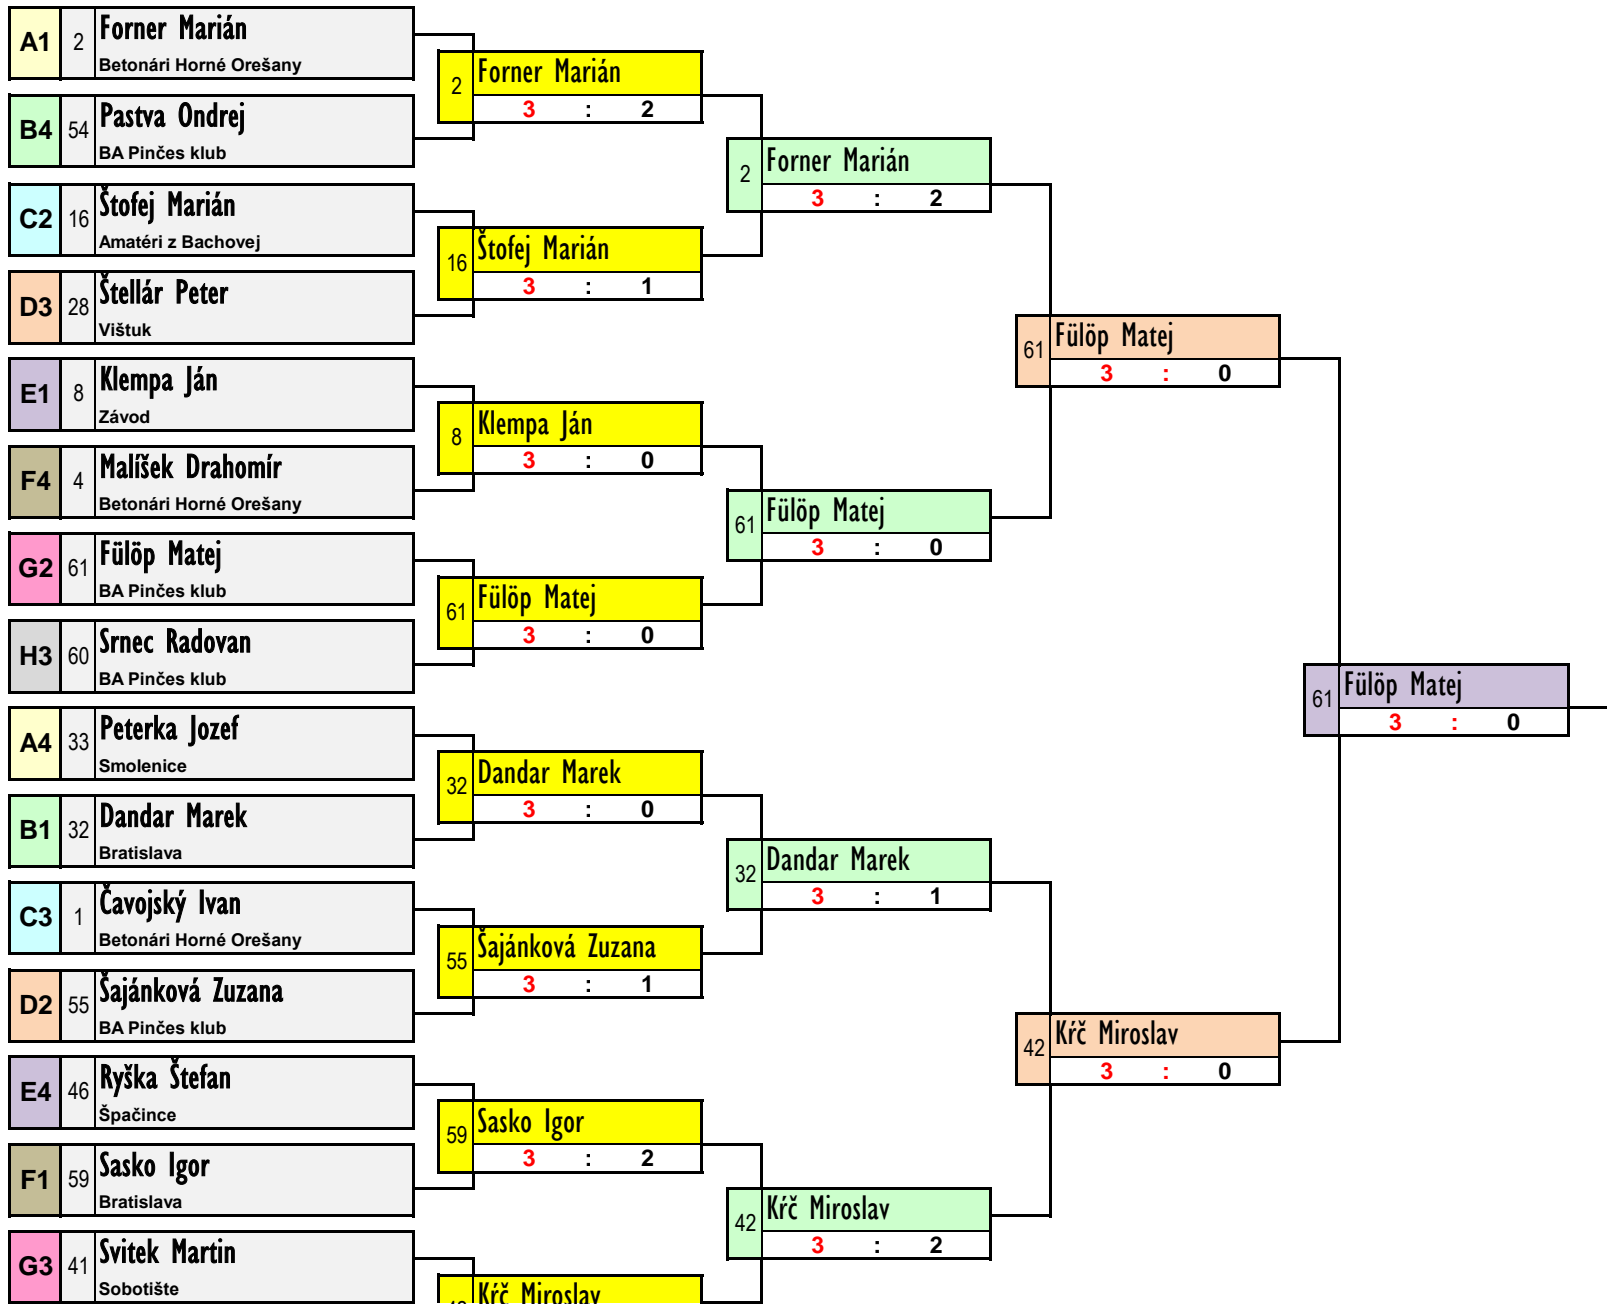 A1 2 Forner Marián
Betonári Horné Orešany
B4 54 Pastva Ondrej
BA Pinčes klub
C2 16 Štofej Marián
Amatéri z Bachovej
D3 28 Štellár Peter
Vištuk
E1 8 Klempa Ján
Závod
F4 4 Malíšek Drahomír
Betonári Horné Orešany
G2 61 Fülöp Matej
BA Pinčes klub
H3 60 Srnec Radovan
BA Pinčes klub
A4 33 Peterka Jozef
Smolenice
B1 32 Dandar Marek
Bratislava
C3 1 Čavojský Ivan
Betonári Horné Orešany
D2 55 Šajánková Zuzana
BA Pinčes klub
E4 46 Ryška Štefan
Špačince
F1 59 Sasko Igor
Bratislava
G3 41 Svitek Martin
Sobotište
2 Forner Marián
3 : 2
16 Štofej Marián
3 : 1
8 Klempa Ján
3 : 0
61 Fülöp Matej
3 : 0
32 Dandar Marek
3 : 0
55 Šajánková Zuzana
3 : 1
59 Sasko Igor
3 : 2
Kŕč Miroslav
2 Forner Marián
3 : 2
61 Fülöp Matej
3 : 0
32 Dandar Marek
3 : 1
42 Kŕč Miroslav
3 : 2
61 Fülöp Matej
3 : 0
42 Kŕč Miroslav
3 : 0
61 Fülöp Matej
3 : 0